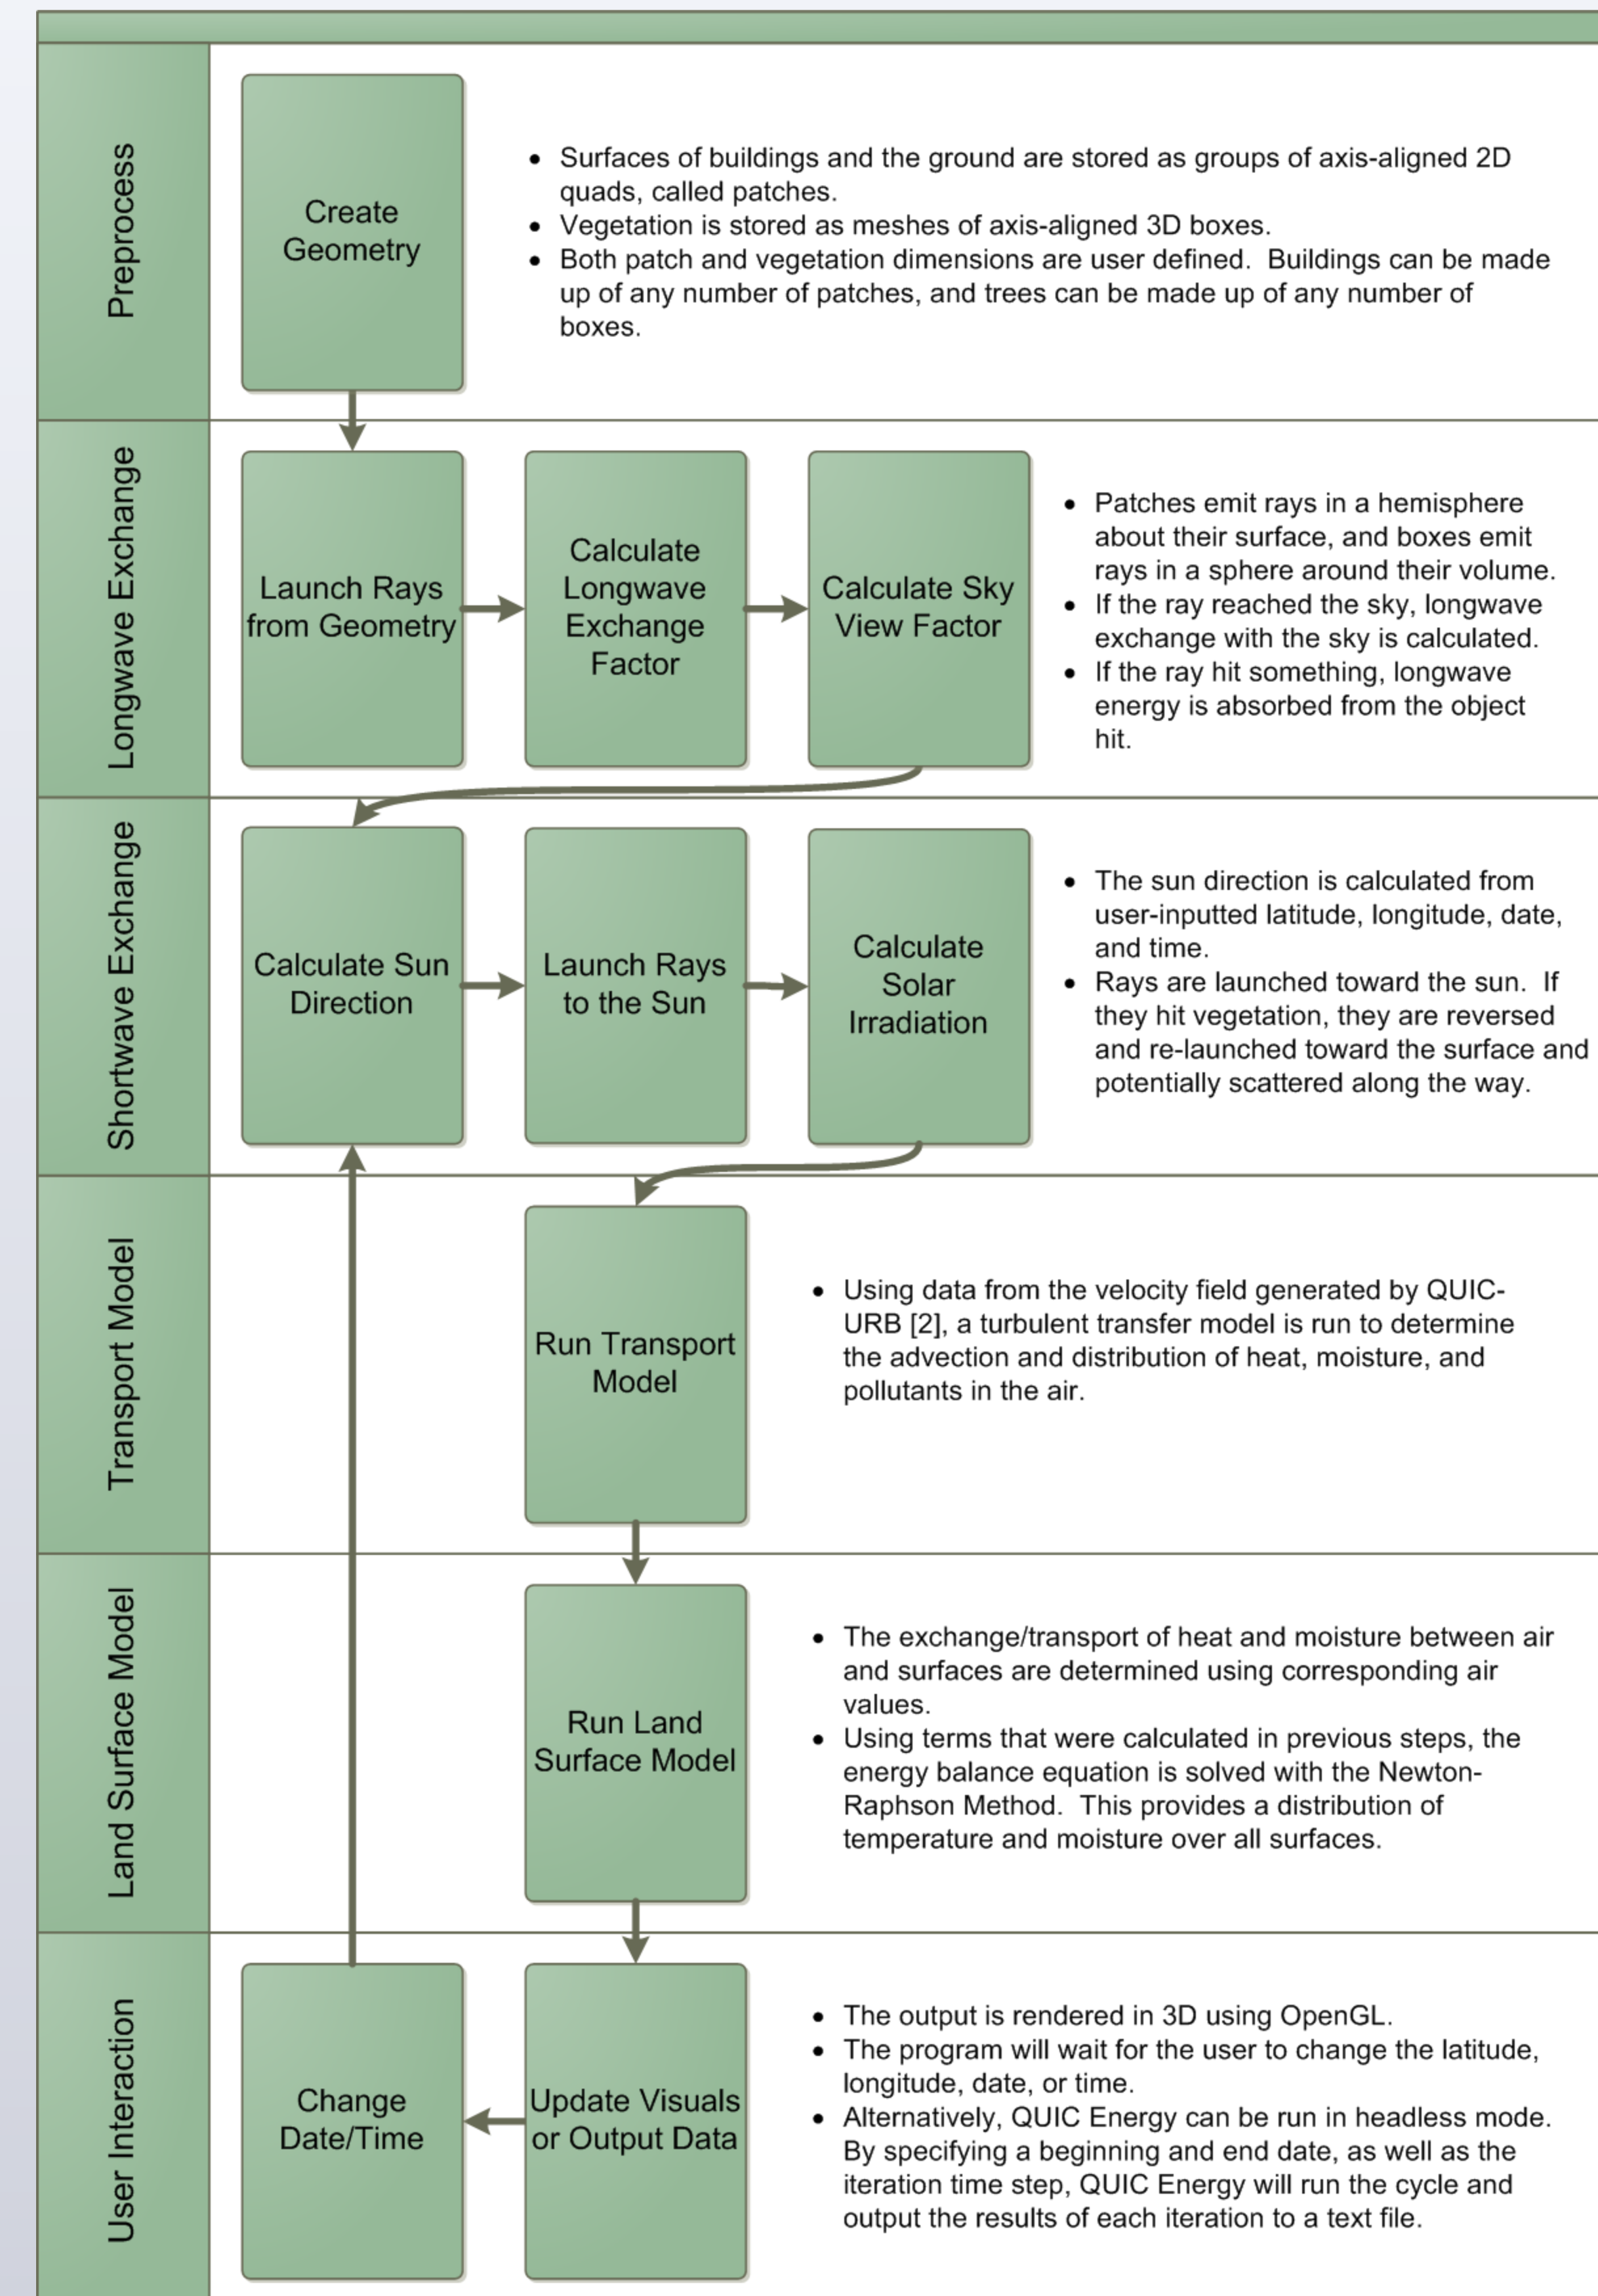 Preprocess
Create
Geometry
• Surfaces of buildings and the ground are stored as groups of axis-aligned 2D
quads, called patches.
• Vegetation is stored as meshes of axis-aligned 3D boxes.
• Both patch and vegetation dimensions are user defined.  Buildings can be made
up of any number of patches, and trees can be made up of any number of
boxes.
Longwave Exchange
Launch Rays
from Geometry
Calculate
Longwave
Exchange
Factor
Calculate Sky
View Factor
• Patches emit rays in a hemisphere
about their surface, and boxes emit
rays in a sphere around their volume.
• If the ray reached the sky, longwave
exchange with the sky is calculated.
• If the ray hit something, longwave
energy is absorbed from the object
hit.
Shortwave Exchange
Calculate Sun
Direction
Launch Rays
to the Sun
Calculate
Solar
Irradiation
• The sun direction is calculated from
user-inputted latitude, longitude, date,
and time.
• Rays are launched toward the sun.  If
they hit vegetation, they are reversed
and re-launched toward the surface and
potentially scattered along the way.
Transport Model
Run Transport
Model
• Using data from the velocity field generated by QUIC-
URB [2], a turbulent transfer model is run to determine
the advection and distribution of heat, moisture, and
pollutants in the air.
Land Surface Model
Run Land
Surface Model
• The exchange/transport of heat and moisture between air
and surfaces are determined using corresponding air
values.
• Using terms that were calculated in previous steps, the
energy balance equation is solved with the Newton-
Raphson Method.  This provides a distribution of
temperature and moisture over all surfaces.
User Interaction
Change
Date/Time
Update Visuals
or Output Data
• The output is rendered in 3D using OpenGL.
• The program will wait for the user to change the latitude,
longitude, date, or time.
• Alternatively, QUIC Energy can be run in headless mode.
By specifying a beginning and end date, as well as the
iteration time step, QUIC Energy will run the cycle and
output the results of each iteration to a text file.